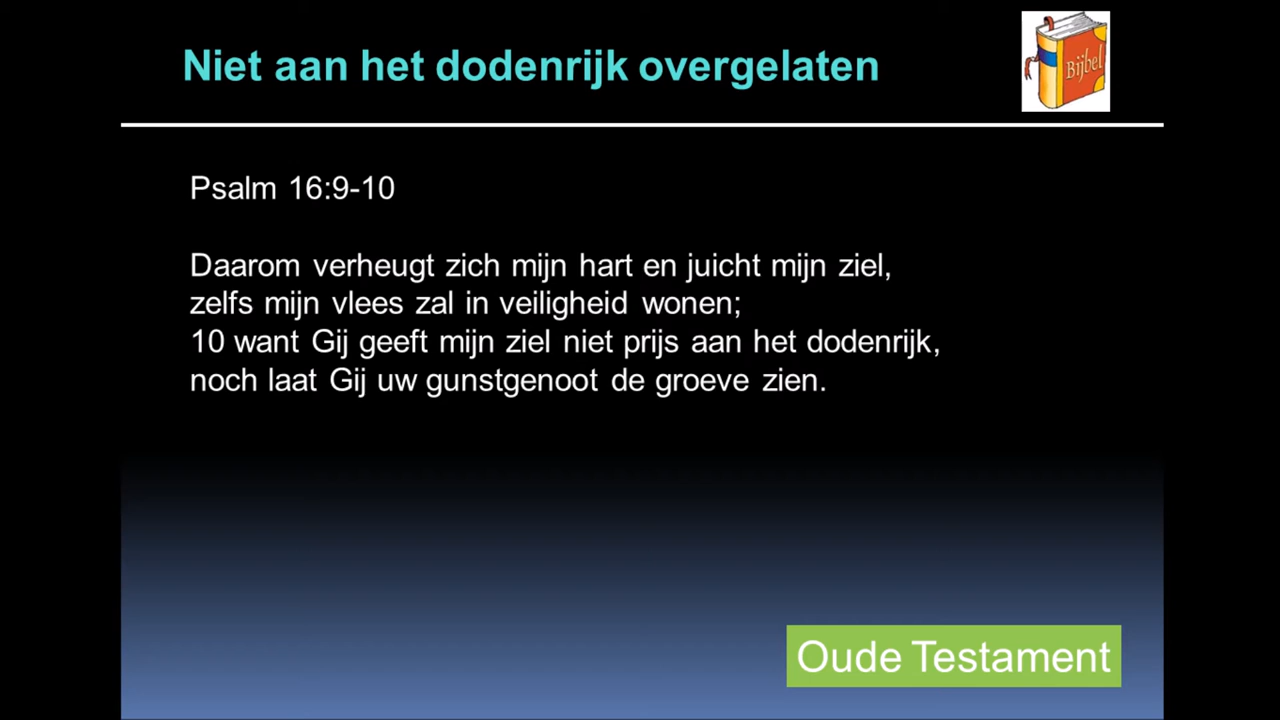 Niet aan het dodenrijk overgelaten
Bijbel
Psalm 16:9-10
Daarom verheugt zich mijn hart en juicht mijn ziel,
zelfs mijn vlees zal in veiligheid wonen;
10 want Gij geeft mijn ziel niet prijs aan het dodenrijk,
noch laat Gij uw gunstgenoot de groeve zien.
Oude Testament